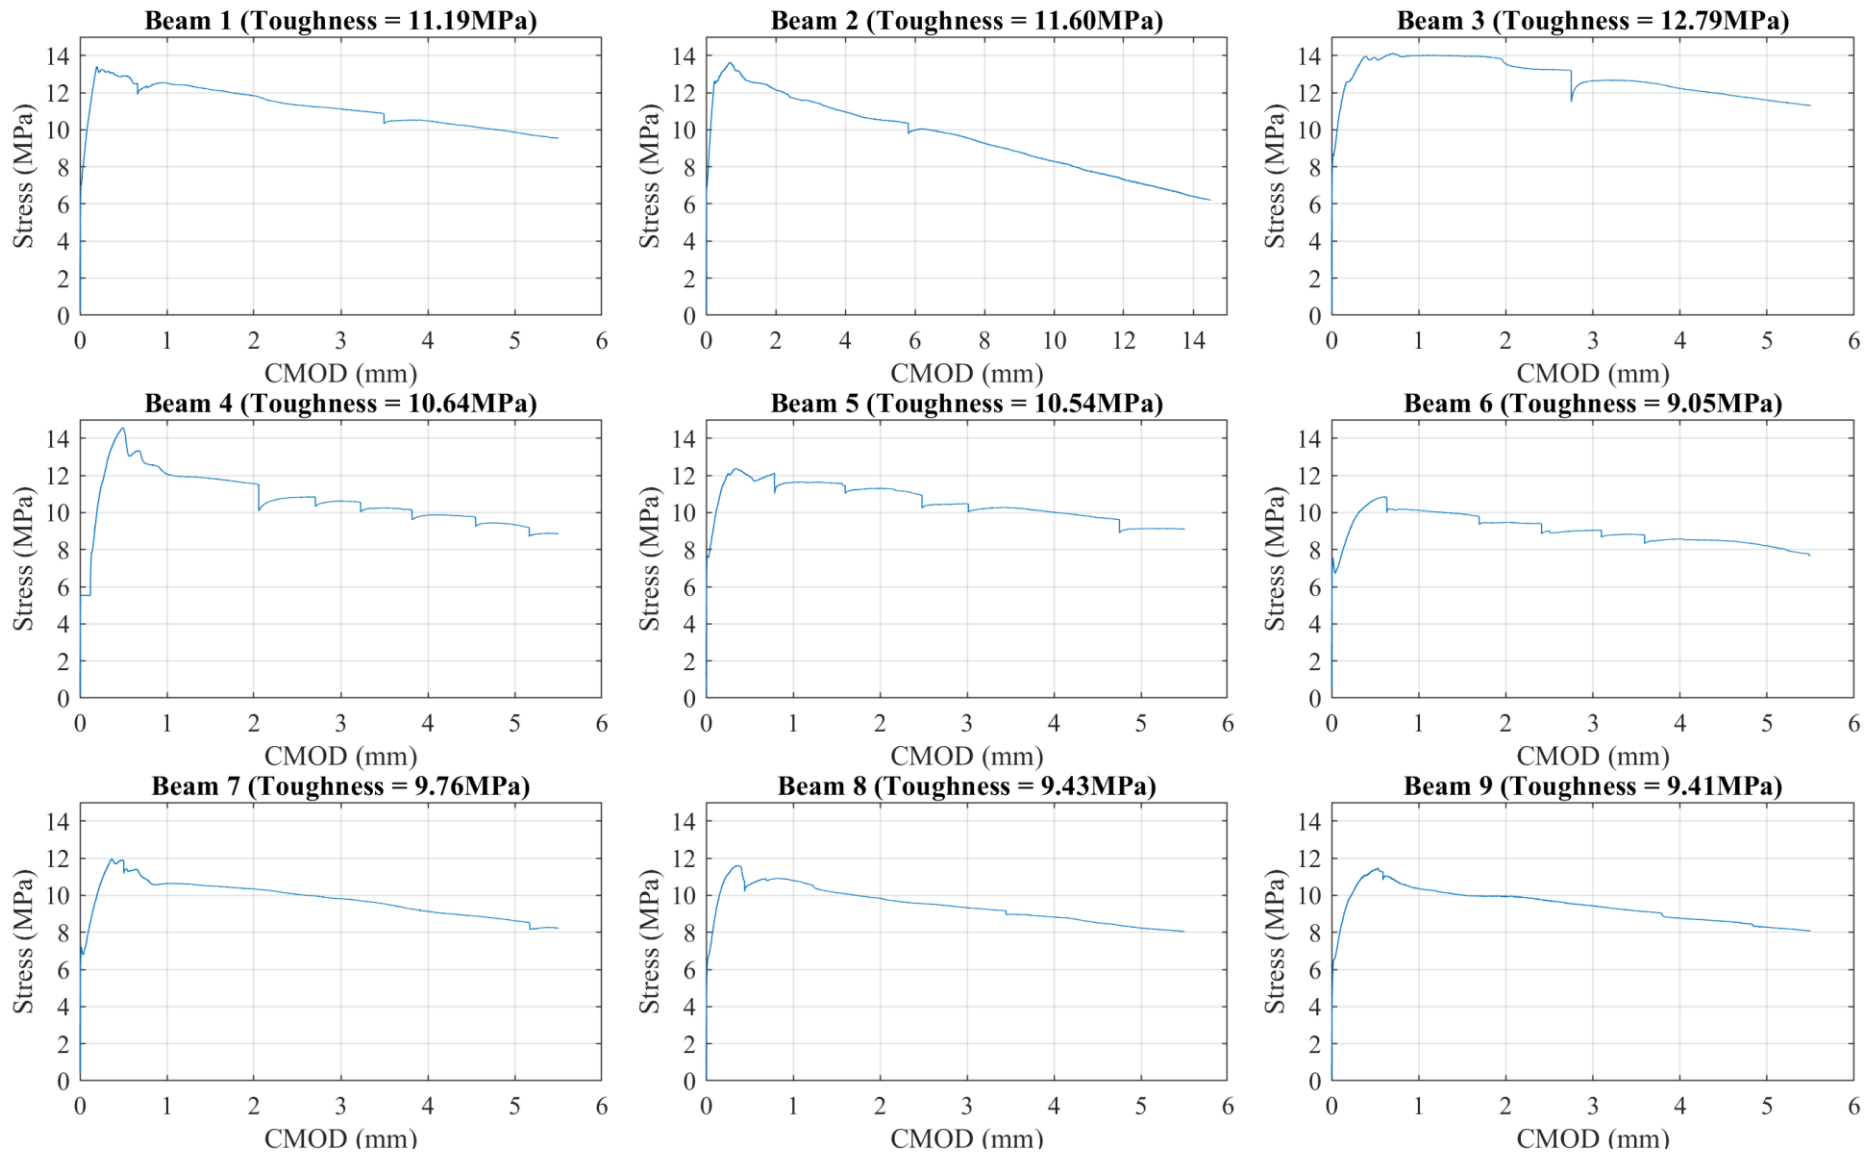 Beam 1 (Toughness = 11.19MPa)
14
12
10
8
6
4
2
0
Stress (MPa)
0 1 2 3 4 5 6
CMOD (mm)
Beam 2 (Toughness = 11.60MPa)
14
12
10
8
6
4
2
0
Stress (MPa)
0 2 4 6 8 10 12 14
CMOD (mm)
Beam 3 (Toughness = 12.79MPa)
14
12
10
8
6
4
2
0
Stress (MPa)
0 1 2 3 4 5 6
CMOD (mm)
Beam 4 (Toughness = 10.64MPa)
14
12
10
8
6
4
2
0
Stress (MPa)
0 1 2 3 4 5 6
CMOD (mm)
Beam 5 (Toughness = 10.54MPa)
14
12
10
8
6
4
2
0
Stress (MPa)
0 1 2 3 4 5 6
CMOD (mm)
Beam 6 (Toughness = 9.05MPa)
14
12
10
8
6
4
2
0
Stress (MPa)
0 1 2 3 4 5 6
CMOD (mm)
Beam 7 (Toughness = 9.76MPa)
14
12
10
8
6
4
2
0
Stress (MPa)
0 1 2 3 4 5 6
CMOD (mm)
Beam 8 (Toughness = 9.43MPa)
14
12
10
8
6
4
2
0
Stress (MPa)
0 1 2 3 4 5 6
CMOD (mm)
Beam 9 (Toughness = 9.41MPa)
14
12
10
8
6
4
2
0
Stress (MPa)
0 1 2 3 4 5 6
CMOD (mm)